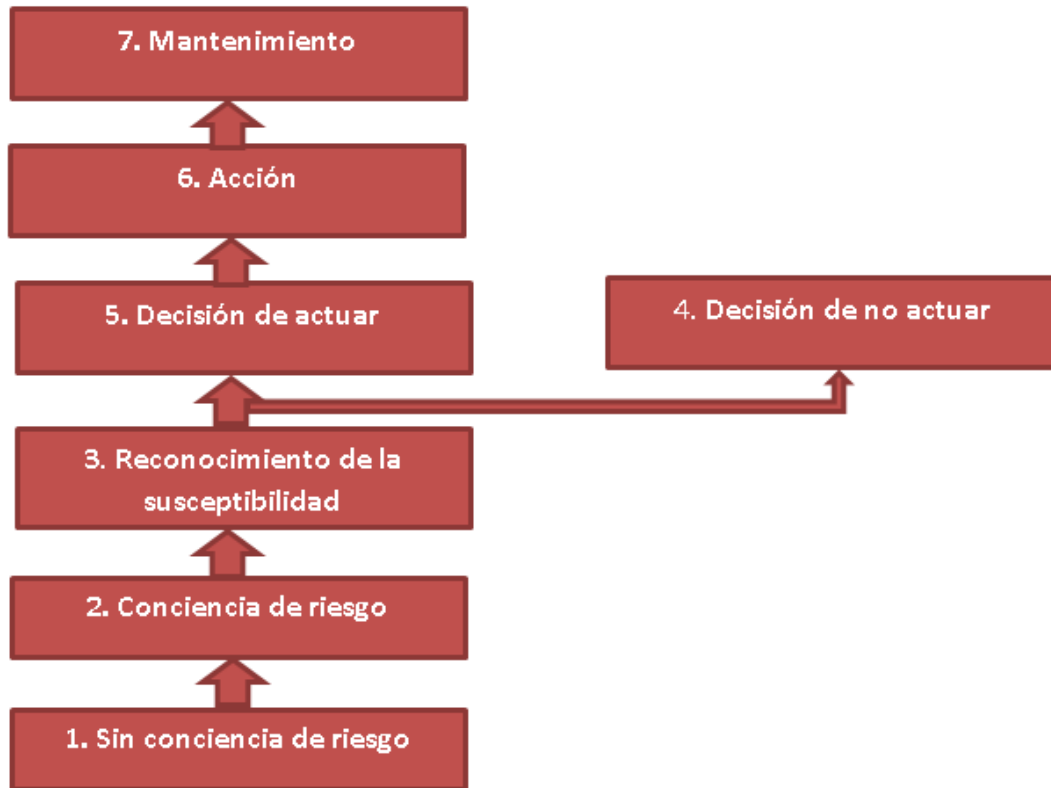 7. Mantenimiento
6. Acción
5. Decisión de actuar
4. Decisión de no actuar
3. Reconocimiento de la
susceptibilidad
2. Conciencia de riesgo
1. Sin conciencia de riesgo